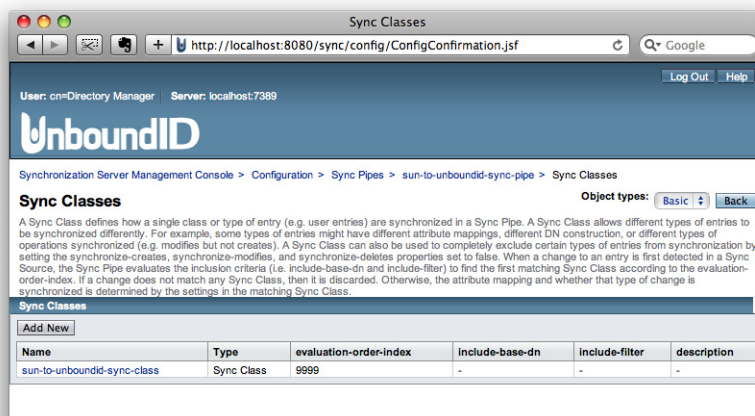 Sync Classes
http://localhost:8080/sync/config/ConfigConfirmation.jsf
Google
Log Out Help
User: cn=Directory Manager Server: localhost:7389
UnboundID
Synchronization Server Management Console > Configuration > Sync Pipes > sun-to-unboundid-sync-pipe > Sync Classes
Sync Classes
Object types: Basic Back
A Sync Class defines how a single class or type of entry (e.g. user entries) are synchronized in a Sync Pipe. A Sync Class allows different types of entries to
be synchronized differently. For example, some types of entries might have different attribute mappings, different DN construction, or different types of
operations synchronized (e.g. modifies but not creates). A Sync Class can also be used to completely exclude certain types of entries from synchronization by
setting the synchronize-creates, synchronize-modifies, and synchronize-deletes properties set to false. When a change to an entry is first detected in a Sync
Source, the Sync Pipe evaluates the inclusion criteria (i.e. include-base-dn and include-filter) to find the first matching Sync Class according to the evaluation-
order-index. If a change does not match any Sync Class, then it is discarded. Otherwise, the attribute mapping and whether that type of change is
synchronized is determined by the settings in the matching Sync Class.
Sync Classes
Add New
Name Type evaluation-order-index include-base-dn include-filter description
sun-to-unboundid-sync-class Sync Class 9999 - - -